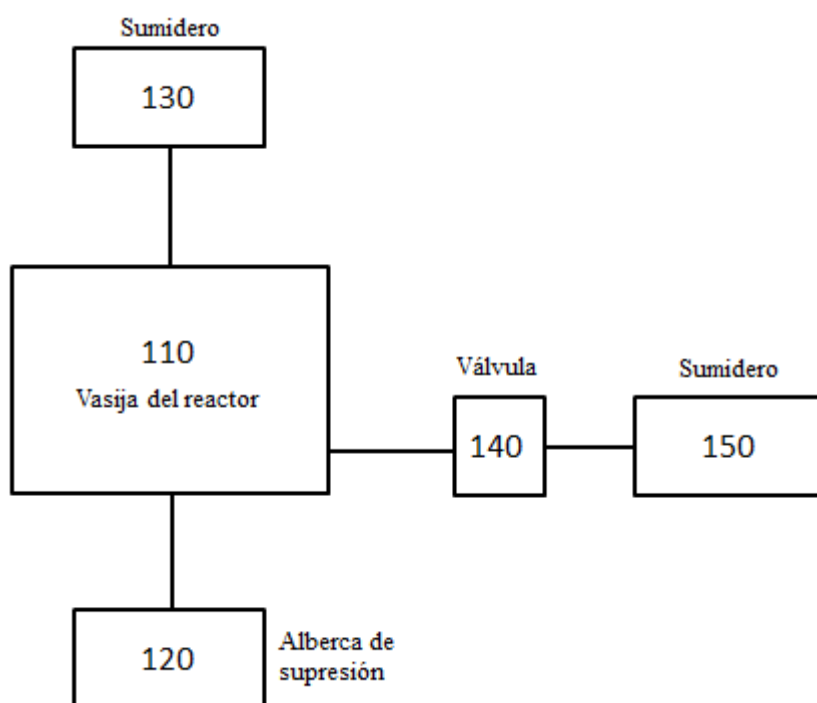 Sumidero
130
110
Vasija del reactor
Válvula
140
Sumidero
150
120
Alberca de
supresión